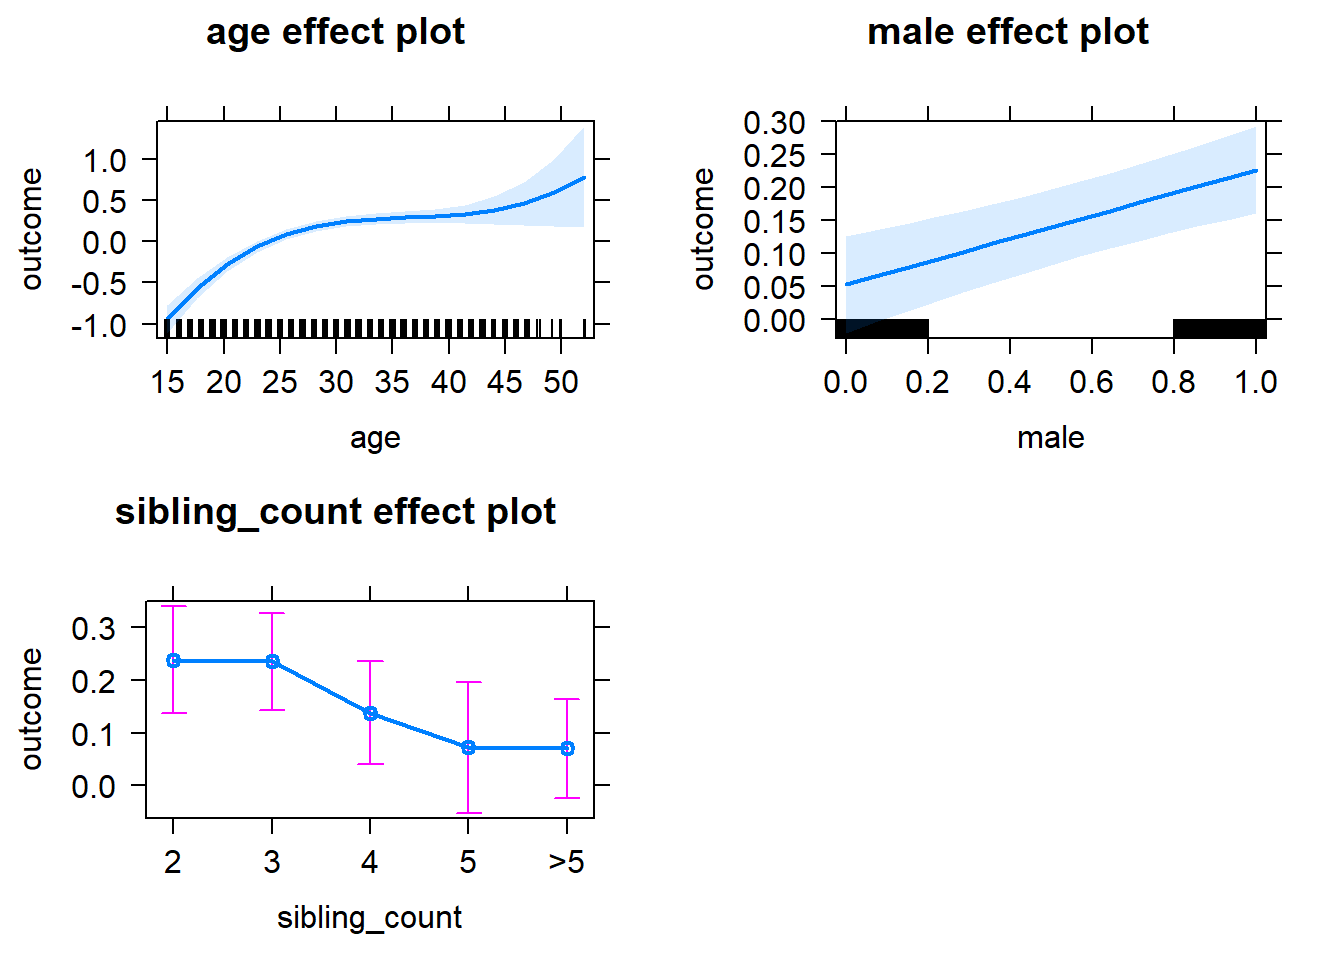 age effect plot
outcome
1.0
0.5
0.0
-0.5
-1.0
15 20 25 30 35 40 45 50
age
male effect plot
outcome
0.30
0.25
0.20
0.15
0.10
0.05
0.00
0.0 0.2 0.4 0.6 0.8 1.0
male
sibling_count effect plot
outcome
0.3
0.2
0.1
0.0
2 3 4 5 >5
sibling_count